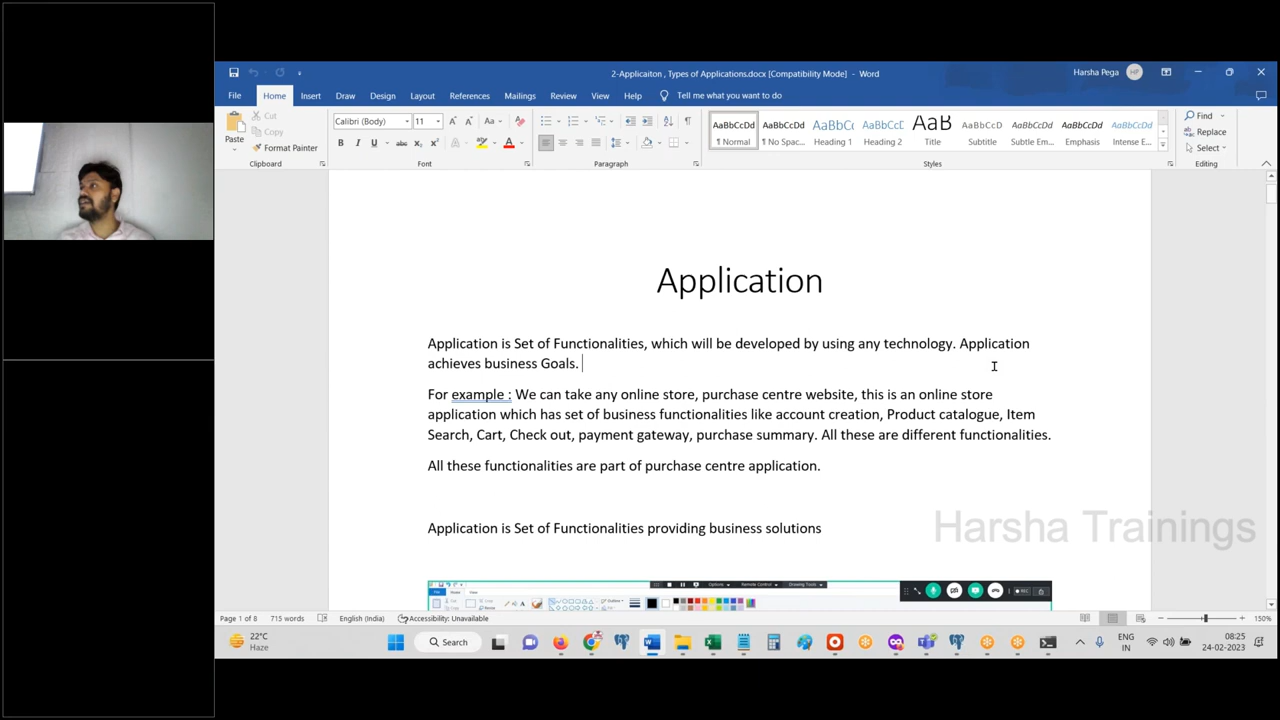 2-Applicaiton , Types of Applications.docx [Compatibility Mode] - Word
Harsha Pega
HP
File Home Insert Draw Design Layout References Mailings Review View Help Tell me what you want to do
Paste
Cut
Copy
Format Painter
Clipboard
Calibri (Body) 11
Font
Paragraph
AaBbCcDd AaBbCcDd AaBbCc AaBbCcD AaB AaBbCcD AaBbCcDd AaBbCcDd AaBbCcDd
¶ Normal ¶ No Spac... Heading 1 Heading 2 Title Subtitle Subtle Em... Emphasis Intense E...
Styles
Find
Replace
Select
Editing
Application
Application is Set of Functionalities, which will be developed by using any technology. Application
achieves business Goals.
For example : We can take any online store, purchase centre website, this is an online store
application which has set of business functionalities like account creation, Product catalogue, Item
Search, Cart, Check out, payment gateway, purchase summary. All these are different functionalities.
All these functionalities are part of purchase centre application.
Application is Set of Functionalities providing business solutions
Harsha Trainings
Page 1 of 8 715 words English (India) Accessibility: Unavailable 150%
22°C
Haze
Search
ENG
IN
08:25
24-02-2023